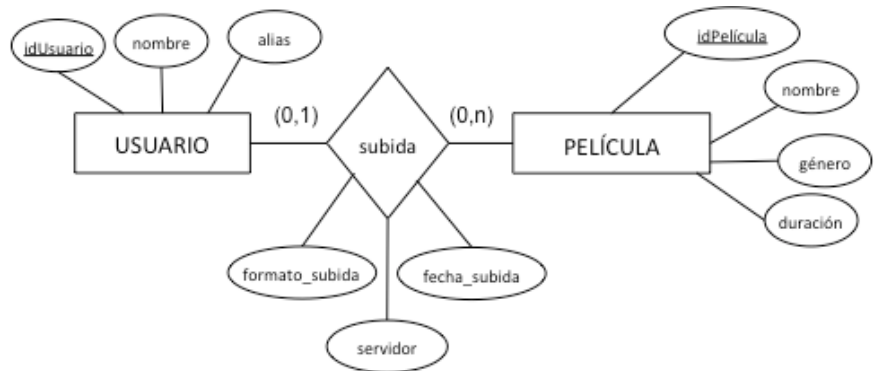 idUsuario
nombre
alias
idPelícula
USUARIO
(0,1)
subida
(0,n)
PELÍCULA
nombre
género
duración
formato_subida
fecha_subida
servidor